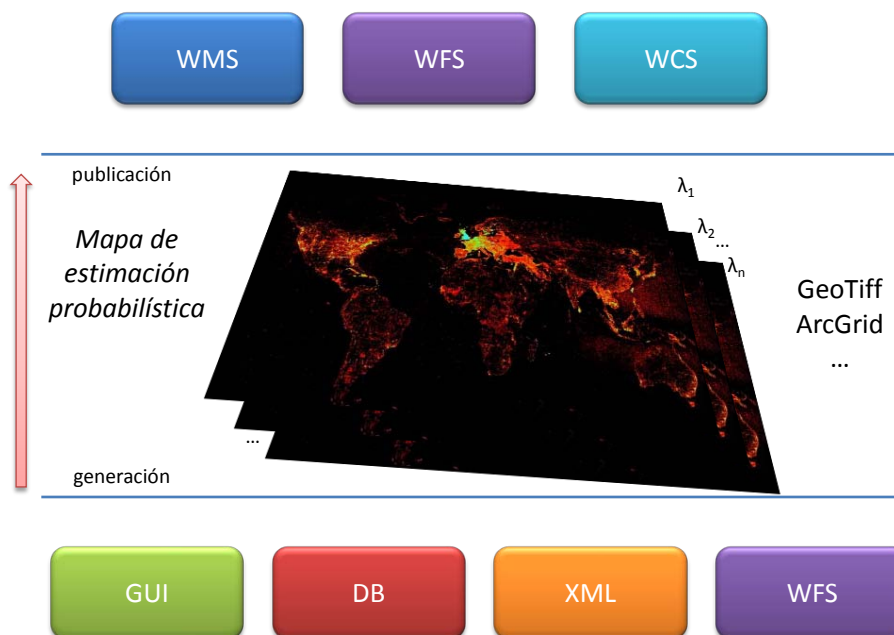 WMS
WFS
WCS
publicación
λ1
Mapa de
estimación
probabilística
λ2
...
λn
GeoTiff
ArcGrid
...
...
generación
GUI
DB
XML
WFS